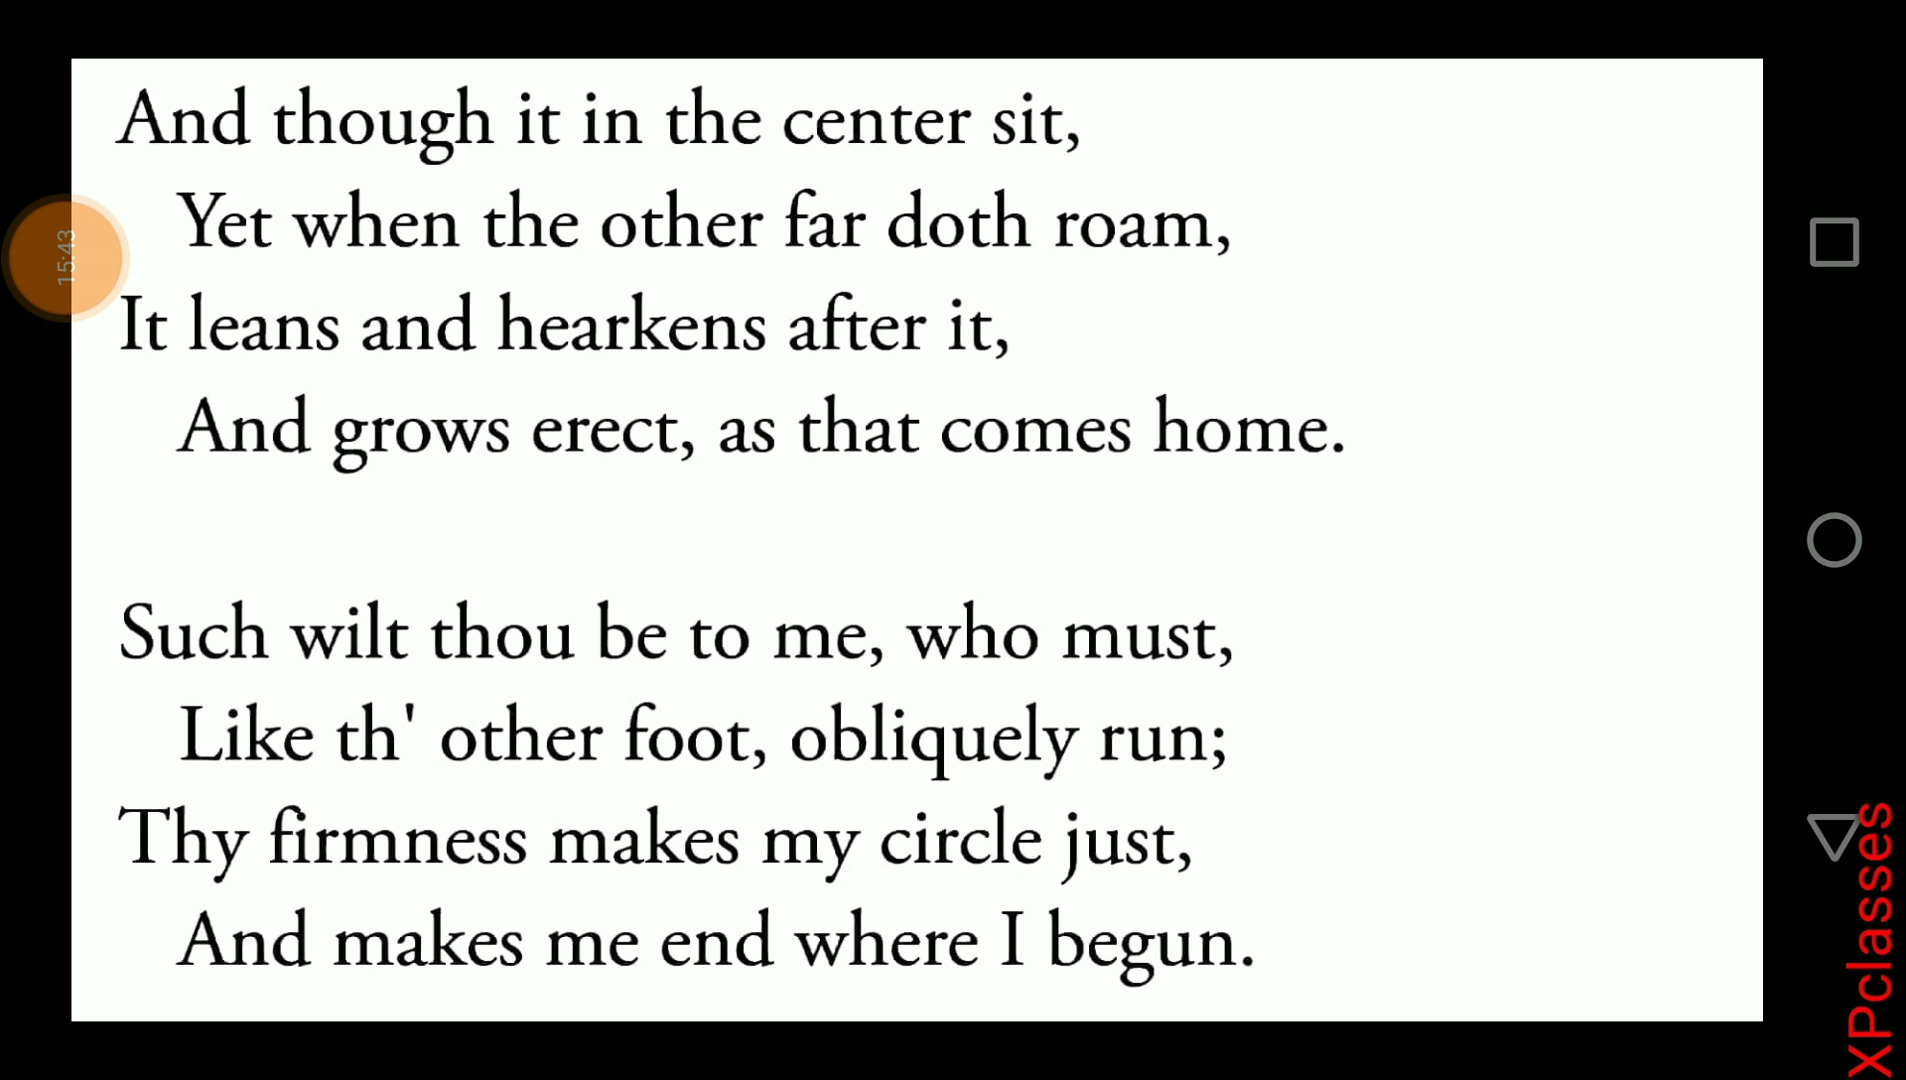 And though it in the center sit,
Yet when the other far doth roam,
It leans and hearkens after it,
And grows erect, as that comes home.
Such wilt thou be to me, who must,
Like th' other foot, obliquely run;
Thy firmness makes my circle just,
And makes me end where I begun.
15:43
XPclasses